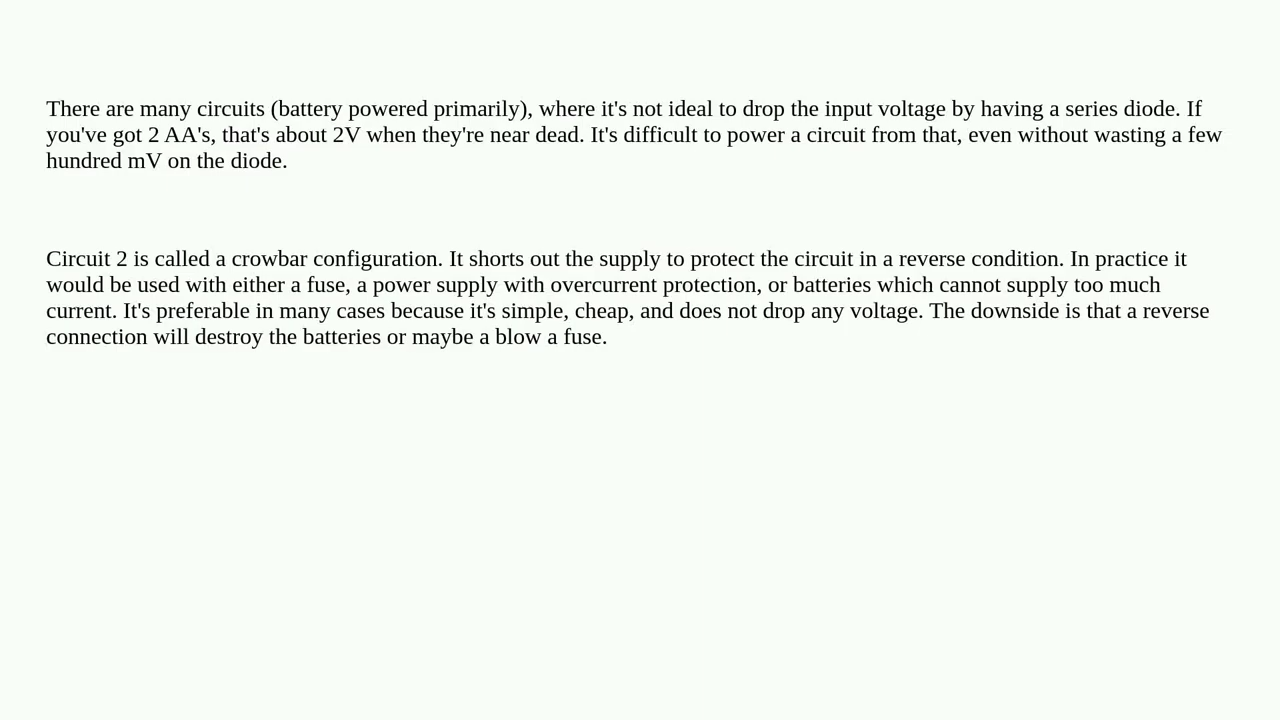 There are many circuits (battery powered primarily), where it's not ideal to drop the input voltage by having a series diode. If
you've got 2 AA's, that's about 2V when they're near dead. It's difficult to power a circuit from that, even without wasting a few
hundred mV on the diode.
Circuit 2 is called a crowbar configuration. It shorts out the supply to protect the circuit in a reverse condition. In practice it
would be used with either a fuse, a power supply with overcurrent protection, or batteries which cannot supply too much
current. It's preferable in many cases because it's simple, cheap, and does not drop any voltage. The downside is that a reverse
connection will destroy the batteries or maybe a blow a fuse.